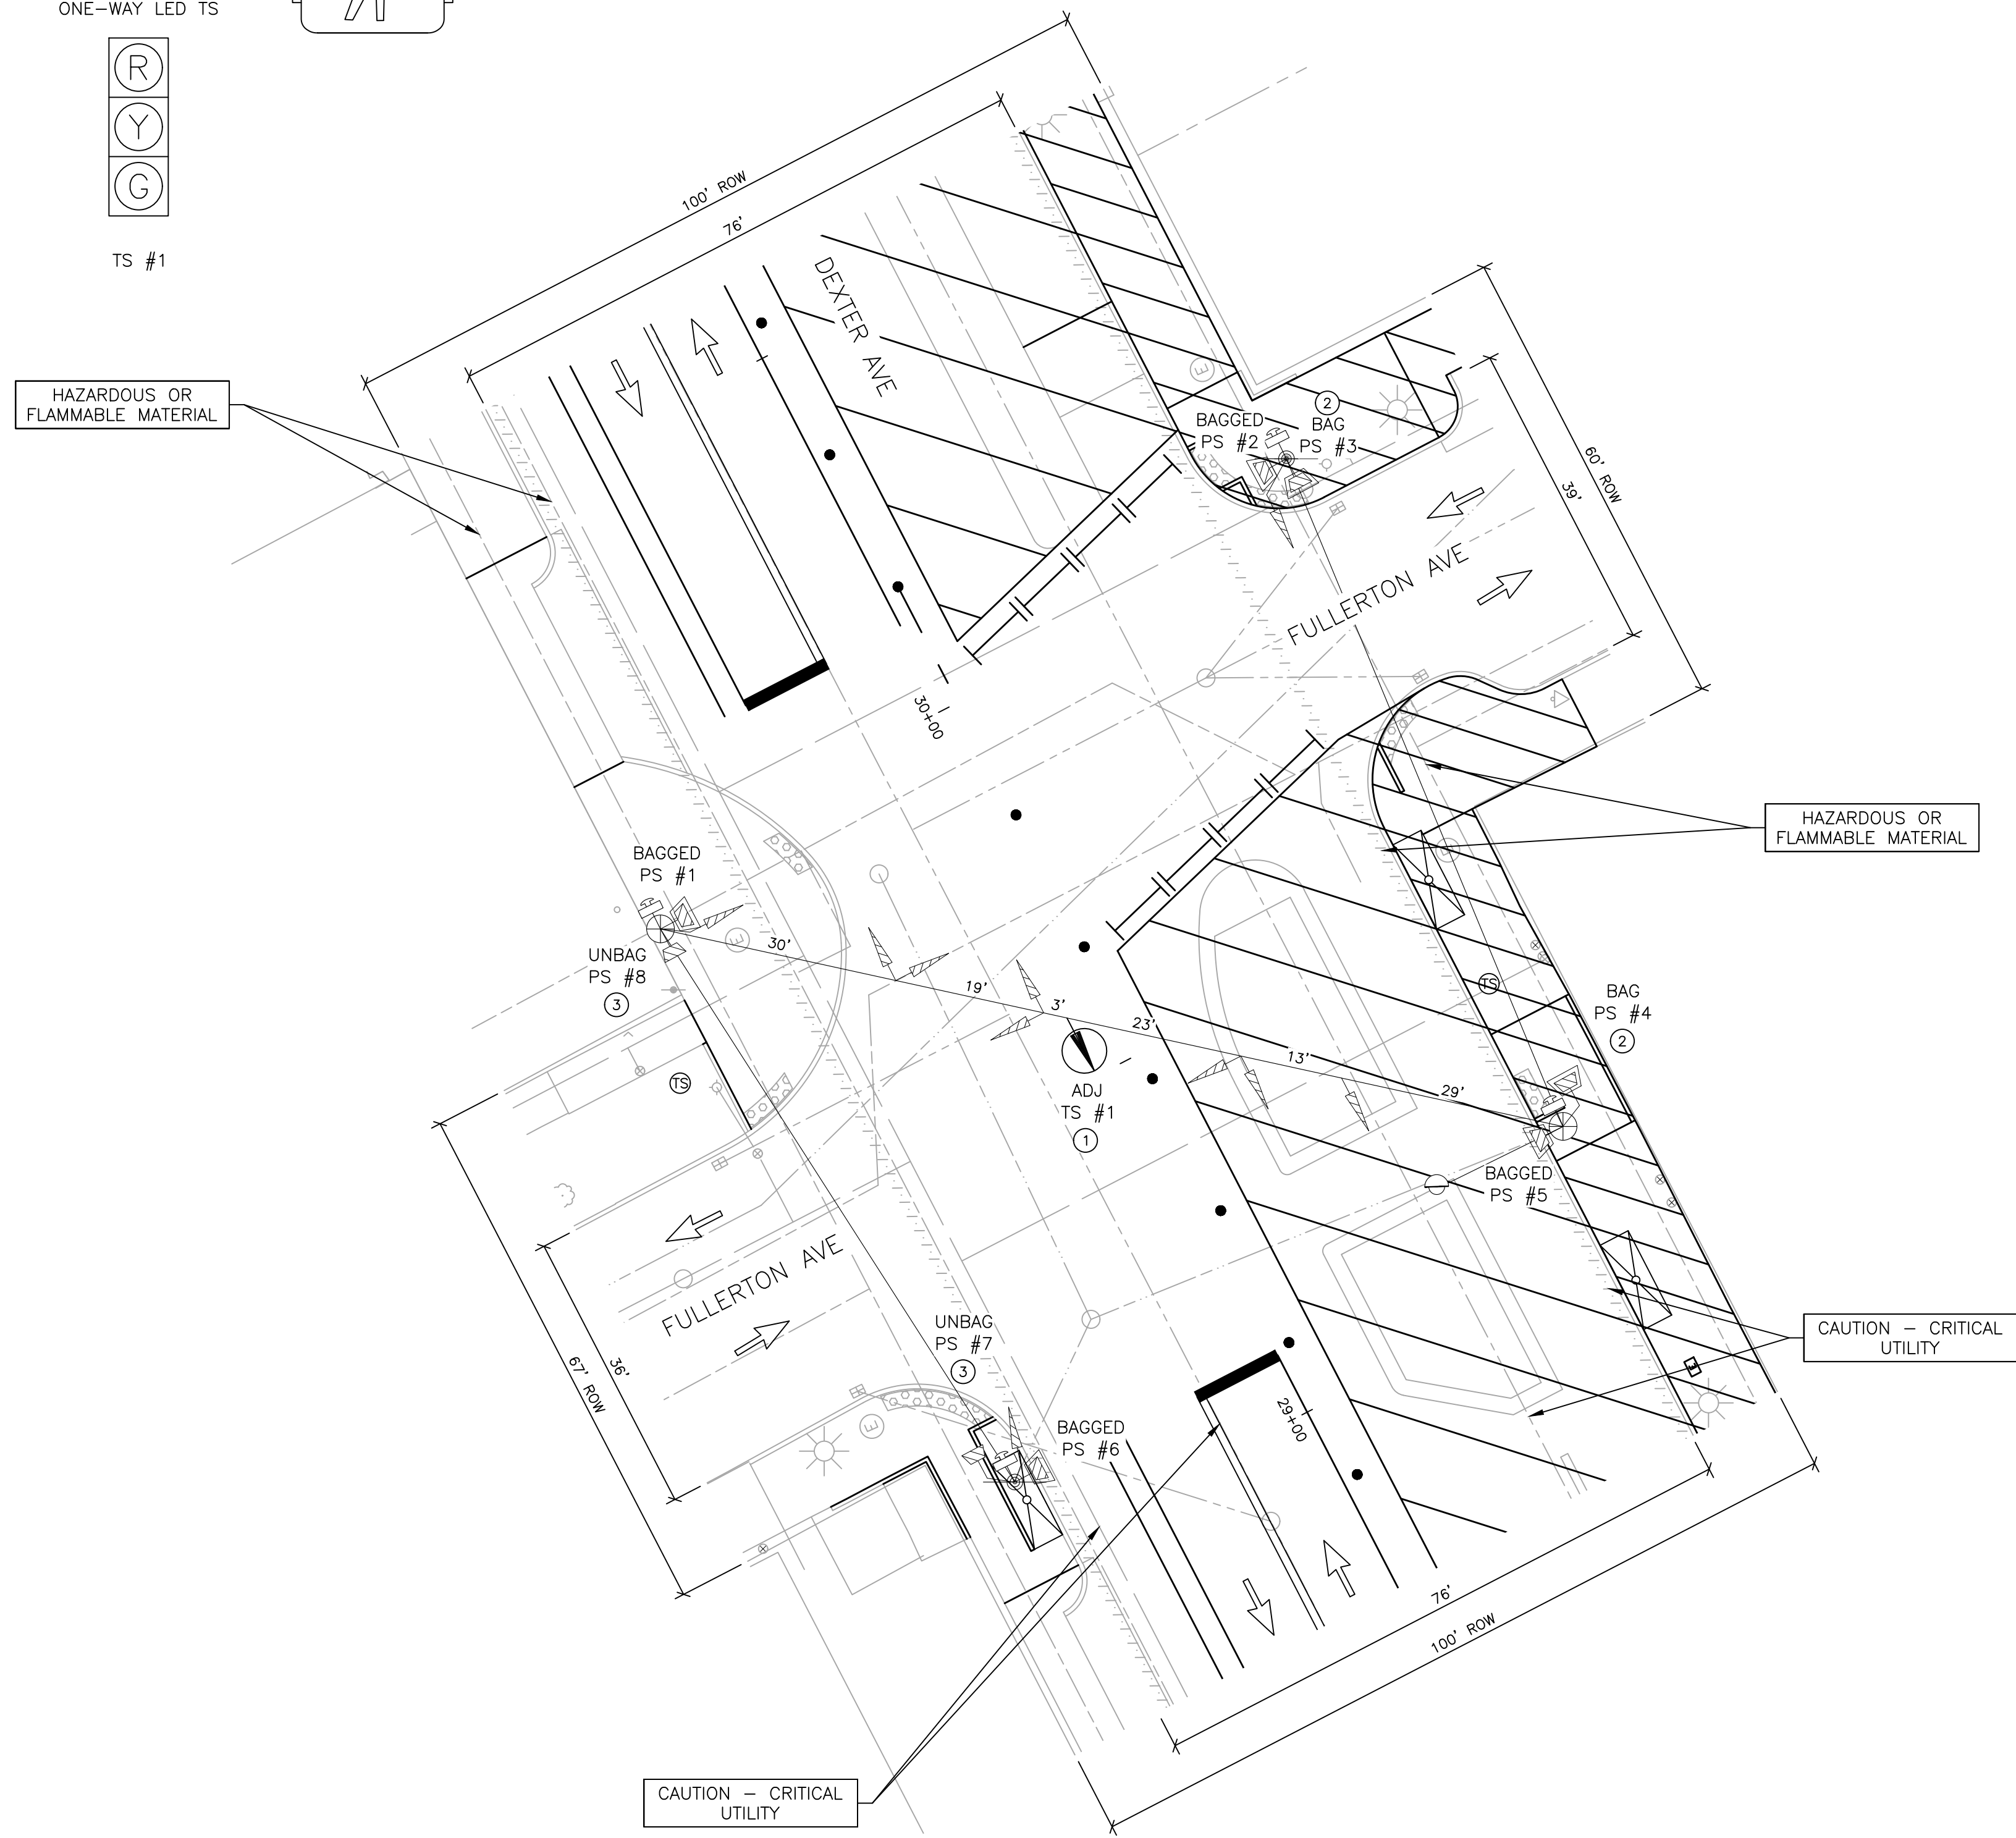 ONE-WAY LED TS
R
Y
G
TS #1
100' ROW
76'
DEXTER AVE
HAZARDOUS OR
FLAMMABLE MATERIAL
E
BAGGED
PS #2
2
BAG
PS #3
60' ROW
39'
FULLERTON AVE
30+00
HAZARDOUS OR
FLAMMABLE MATERIAL
BAGGED
PS #1
E
UNBAG
PS #8
3
30'
19'
3'
23'
13'
29'
TS
TS
ADJ
TS #1
1
BAG
PS #4
2
BAGGED
PS #5
FULLERTON AVE
67' ROW
36'
UNBAG
PS #7
3
E
BAGGED
PS #6
29+00
CAUTION - CRITICAL
UTILITY
76'
100' ROW
CAUTION - CRITICAL
UTILITY